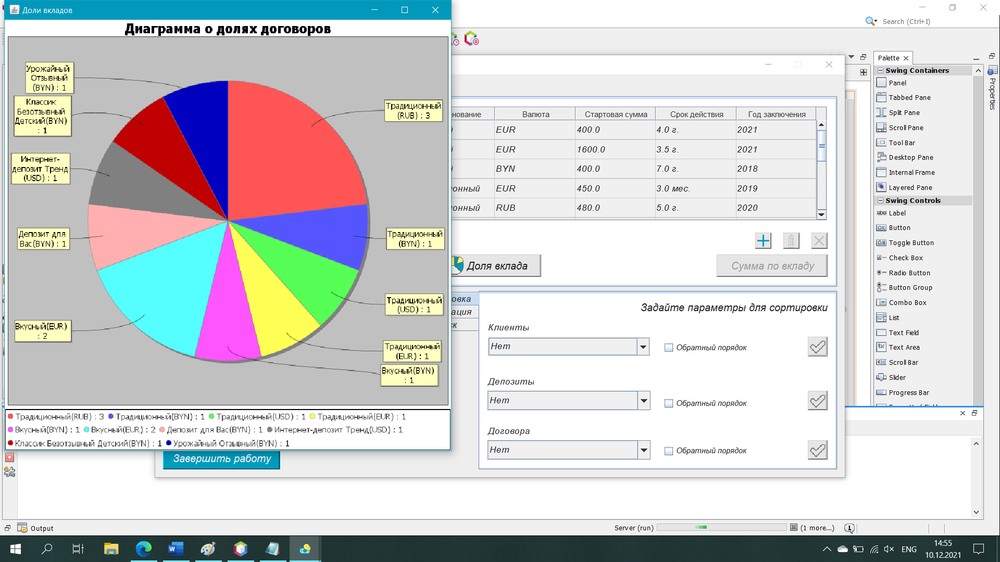 Доли вкладов
Диаграмма о долях договоров
Урожайный
Отзывный
(BYN) : 1
Классик
Безотзывный
Детский(BYN)
: 1
Интернет-
депозит Тренд
(USD) : 1
Депозит для
Вас(BYN) : 1
Вкусный(EUR)
: 2
Традиционный
(RUB) : 3
Традиционный
(BYN) : 1
Традиционный
(USD) : 1
Традиционный
(EUR) : 1
Вкусный(BYN)
: 1
Традиционный(RUB) : 3 Традиционный(BYN) : 1 Традиционный(USD) : 1 Традиционный(EUR) : 1
Вкусный(BYN) : 1 Вкусный(EUR) : 2 Депозит для Вас(BYN) : 1 Интернет-депозит Тренд(USD) : 1
Классик Безотзывный Детский(BYN) : 1 Урожайный Отзывный(BYN) : 1
Search (Ctrl+I)
Валюта Стартовая сумма Срок действия Год заключения
EUR 400.0 4.0 г. 2021
EUR 1600.0 3.5 г. 2021
BYN 400.0 7.0 г. 2018
EUR 450.0 3.0 мес. 2019
RUB 480.0 5.0 г. 2020
Доля вклада
Сумма по вкладу
Задайте параметры для сортировки
Клиенты
Нет
Обратный порядок
Депозиты
Нет
Обратный порядок
Договора
Нет
Обратный порядок
Завершить работу
Palette
Swing Containers
Panel
Tabbed Pane
Split Pane
Scroll Pane
Tool Bar
Desktop Pane
Internal Frame
Layered Pane
Swing Controls
Label
Button
Toggle Button
Check Box
Radio Button
Button Group
Combo Box
List
Text Field
Text Area
Scroll Bar
Slider
Progress Bar
Properties
Output
Server (run)
(1 more...)
1
ENG
14:55
10.12.2021